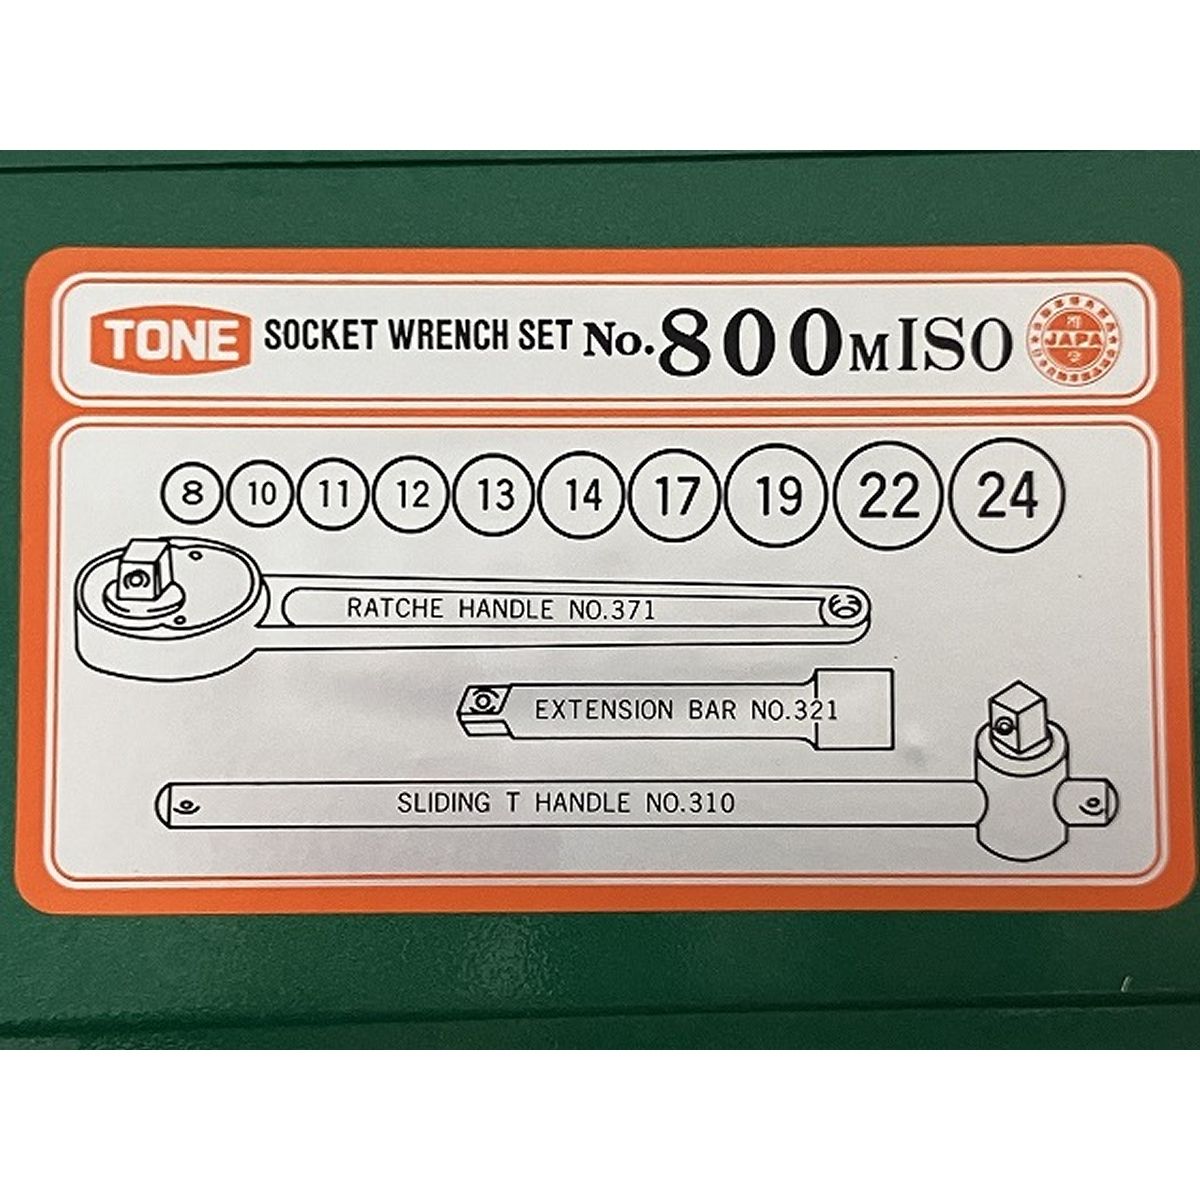 TONE SOCKET WRENCH SET No.800MISO
JAPA
8 10 11 12 13 14 17 19 22 24
RATCHE HANDLE NO.371
EXTENSION BAR NO.321
SLIDING T HANDLE NO.310